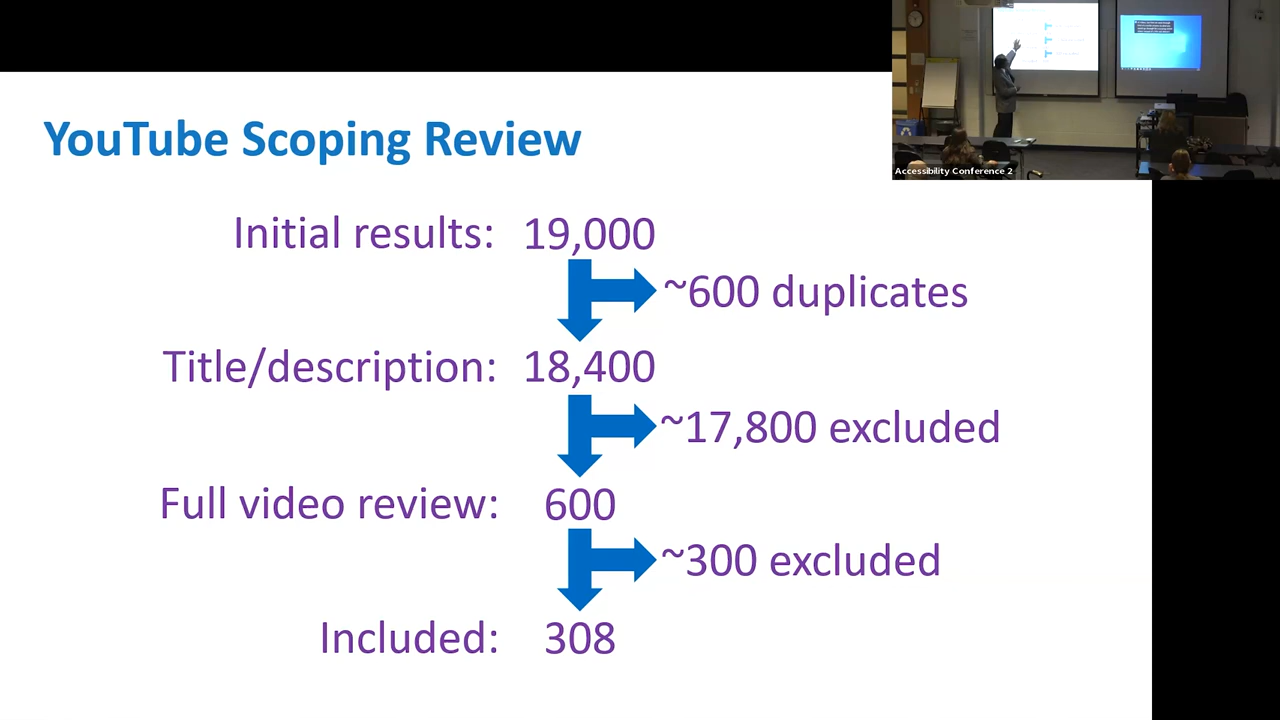 YouTube Scoping Review
Initial results: 19,000
~600 duplicates
Title/description: 18,400
~17,800 excluded
Full video review: 600
~300 excluded
Included: 308
Accessibility Conference 2